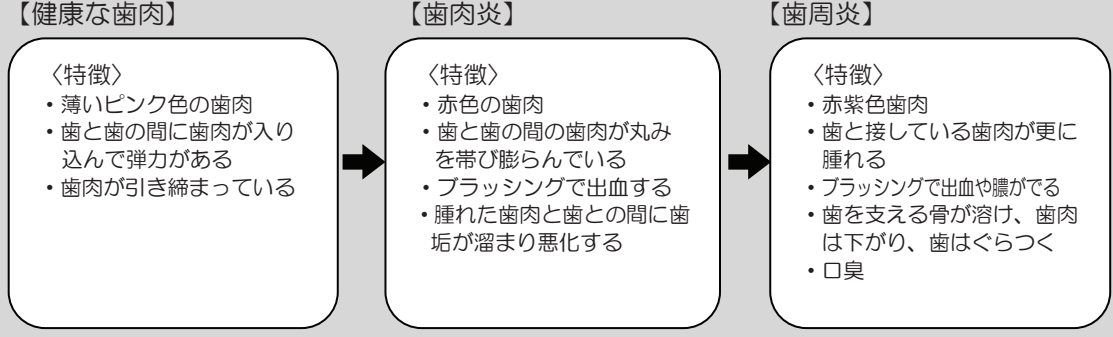 【健康な歯肉】
〈特徴〉
・薄いピンク色の歯肉
・歯と歯の間に歯肉が入り
込んで弾力がある
・歯肉が引き締まっている
【歯肉炎】
〈特徴〉
・赤色の歯肉
・歯と歯の間の歯肉が丸み
を帯び膨らんでいる
・ブラッシングで出血する
・腫れた歯肉と歯との間に歯
垢が溜まり悪化する
【歯周炎】
〈特徴〉
・赤紫色歯肉
・歯と接している歯肉が更に
腫れる
・ブラッシングで出血や膿がでる
・歯を支える骨が溶け、歯肉
は下がり、歯はぐらつく
・口臭